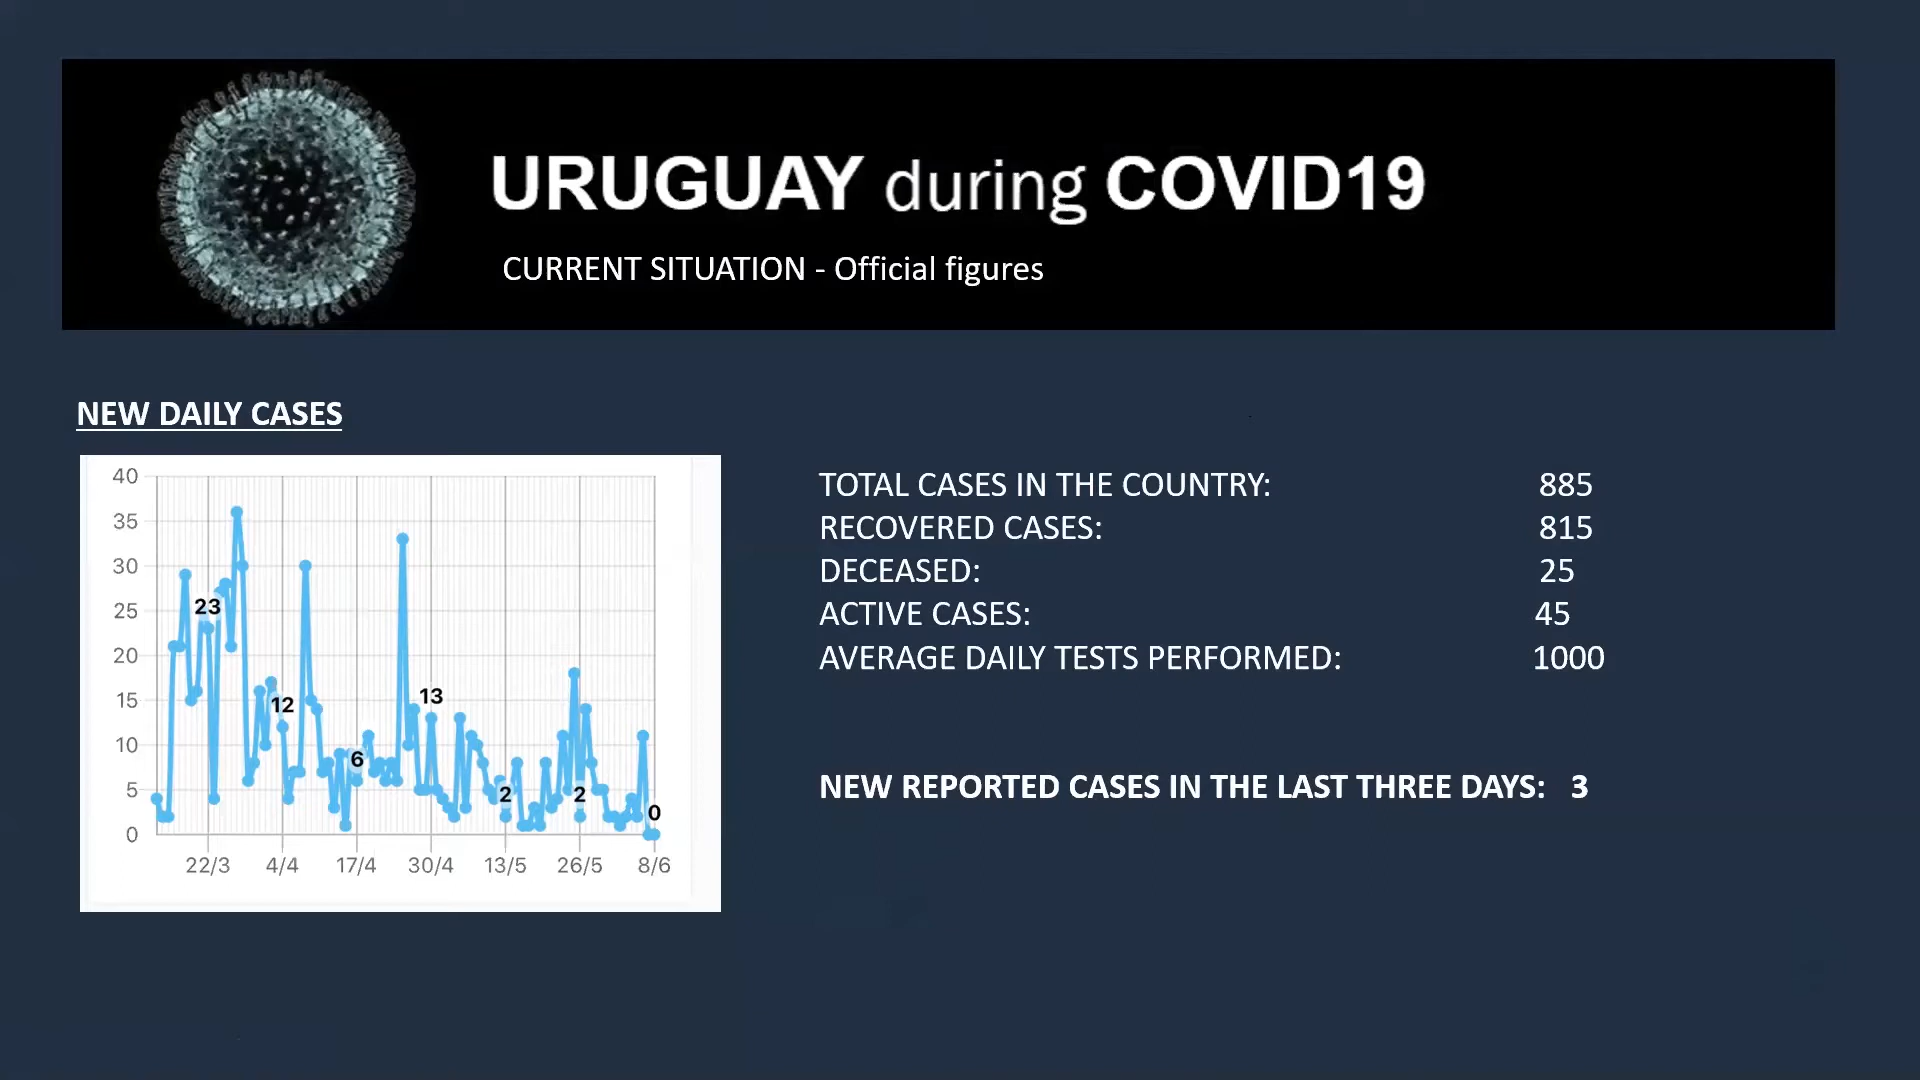 URUGUAY during COVID19
CURRENT SITUATION - Official figures
NEW DAILY CASES
40
35
30
25
20
15
10
5
0
23
12
6
13
2
2
0
22/3 4/4 17/4 30/4 13/5 26/5 8/6
TOTAL CASES IN THE COUNTRY: 885
RECOVERED CASES: 815
DECEASED: 25
ACTIVE CASES: 45
AVERAGE DAILY TESTS PERFORMED: 1000
NEW REPORTED CASES IN THE LAST THREE DAYS: 3